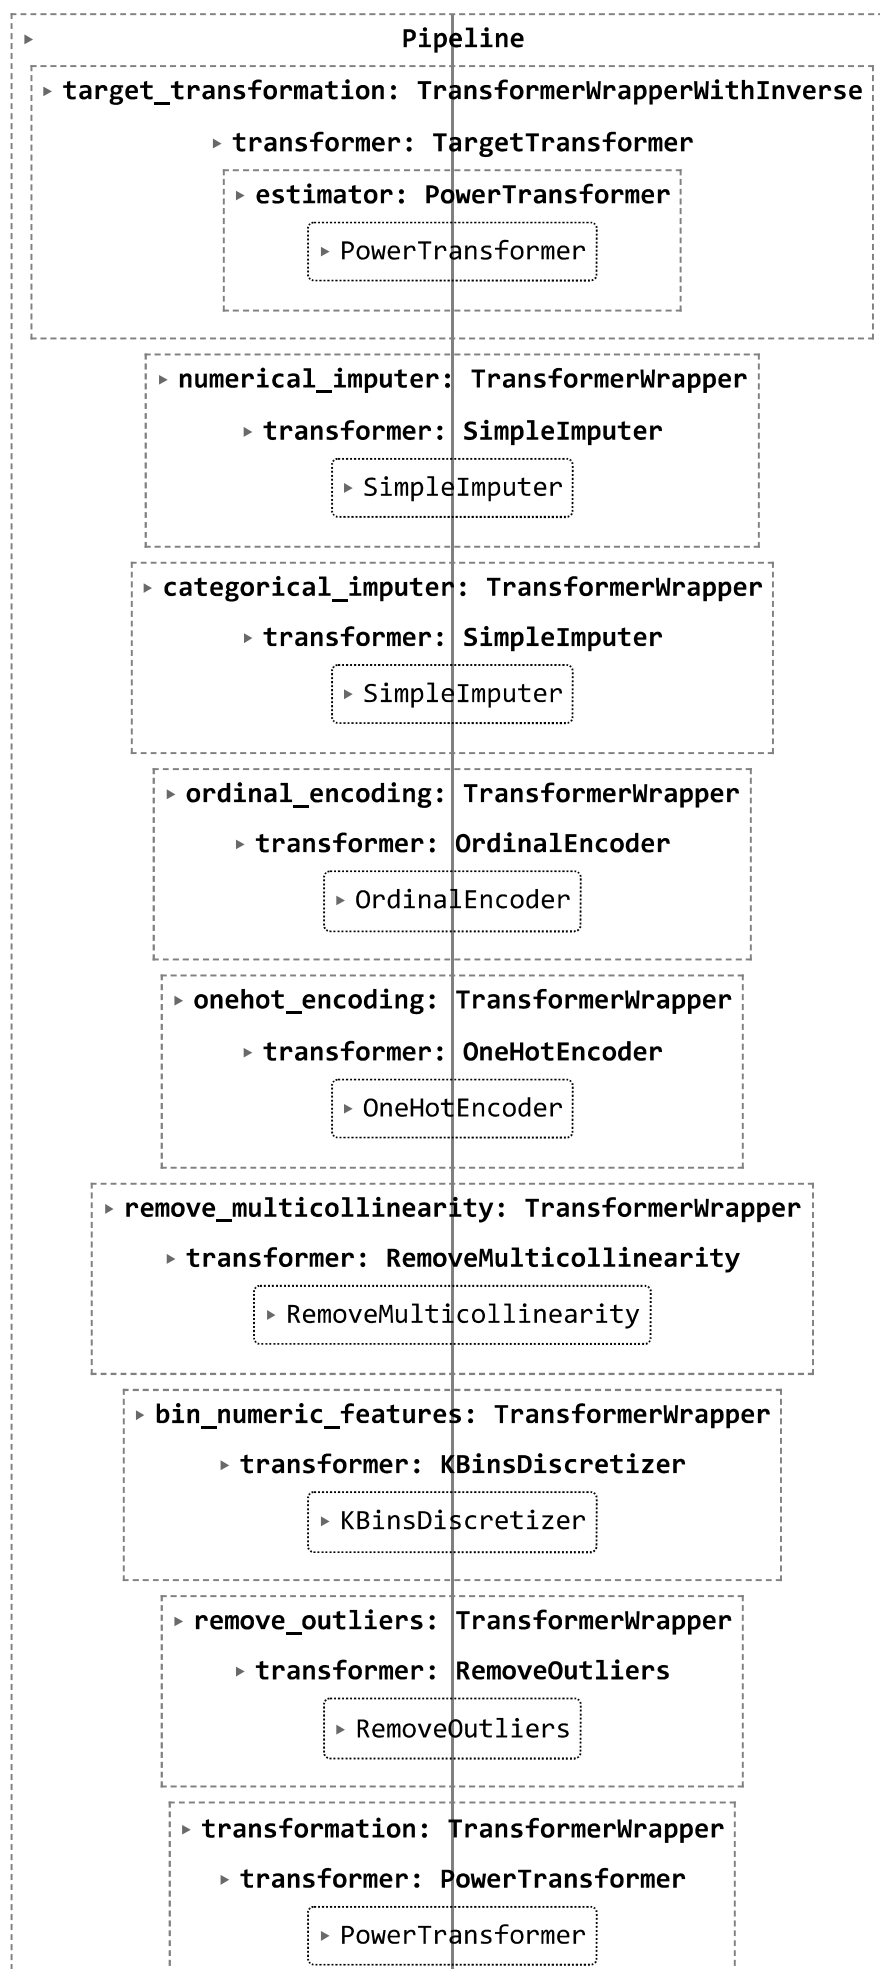 Pipeline
target_transformation: TransformerWrapperWithInverse
transformer: TargetTransformer
estimator: PowerTransformer
PowerTransformer
numerical_imputer: TransformerWrapper
transformer: SimpleImputer
SimpleImputer
categorical_imputer: TransformerWrapper
transformer: SimpleImputer
SimpleImputer
ordinal_encoding: TransformerWrapper
transformer: OrdinalEncoder
OrdinalEncoder
onehot_encoding: TransformerWrapper
transformer: OneHotEncoder
OneHotEncoder
remove_multicollinearity: TransformerWrapper
transformer: RemoveMulticollinearity
RemoveMulticollinearity
bin_numeric_features: TransformerWrapper
transformer: KBinsDiscretizer
KBinsDiscretizer
remove_outliers: TransformerWrapper
transformer: RemoveOutliers
RemoveOutliers
transformation: TransformerWrapper
transformer: PowerTransformer
PowerTransformer